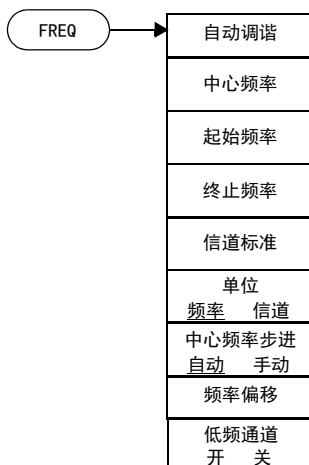 FREQ
自动调谐
中心频率
起始频率
终止频率
信道标准
单位
频率 信道
中心频率步进
自动 手动
频率偏移
低频通道
开 关